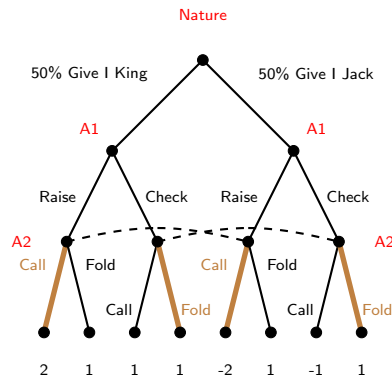 Nature
50% Give I King
50% Give I Jack
A1
A1
Raise
Check
Raise
Check
A2
A2
Call
Fold
Call
Fold
Call
Fold
Call
Fold
2
1
1
1
-2
1
-1
1